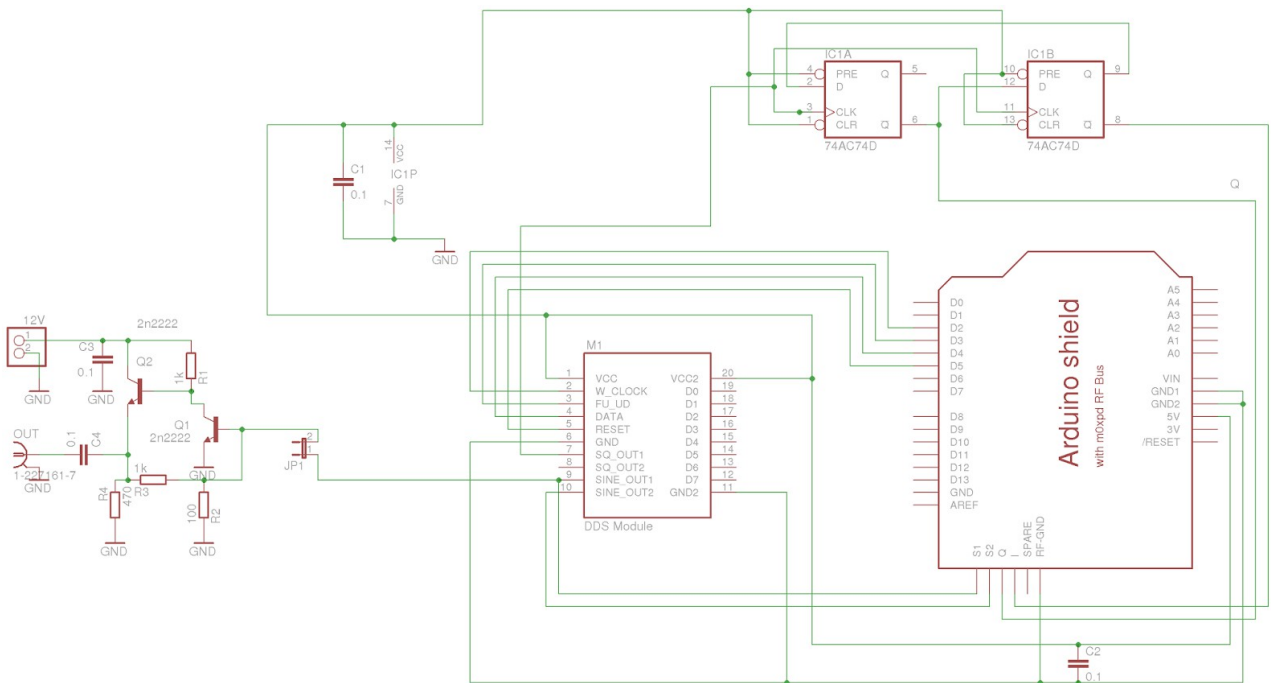 IC1A
4 PRE Q 5
2 D
3 CLK
1 CLR Q 6
74AC74D
IC1B
10 PRE Q 9
12 D
11 CLK
13 CLR Q 8
74AC74D
Q
C1
0.1
14
VCC
IC1P
GND
7
GND
12V
1
2
GND
C3
0.1
GND
2n2222
Q2
1k
R1
Q1
2n2222
GND
OUT
1-227161-7
GND
0.1
C4
1k
R3
R4
470
GND
100
R2
GND
2
1
JP1
M1
1 VCC VCC2 20
2 W_CLOCK D0 19
3 FU_UD D1 18
4 DATA D2 17
5 RESET D3 16
6 GND D4 15
7 SQ_OUT1 D5 14
8 SQ_OUT2 D6 13
9 SINE_OUT1 D7 12
10 SINE_OUT2 GND2 11
DDS Module
Arduino shield
with m0xpd RF Bus
D0 A5
D1 A4
D2 A3
D3 A2
D4 A1
D5 A0
D6
D7 VIN
GND1
D8 GND2
D9 5V
D10 3V
D11 /RESET
D12
D13
GND
AREF
S1
S2
Q
I
SPARE
RF-GND
C2
0.1